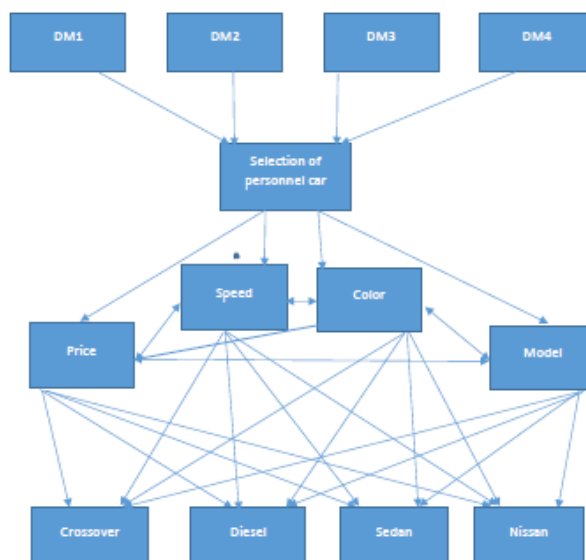 DM1
DM2
DM3
DM4
Selection of
personnel car
Speed
Color
Price
Model
Crossover
Diesel
Sedan
Nissan